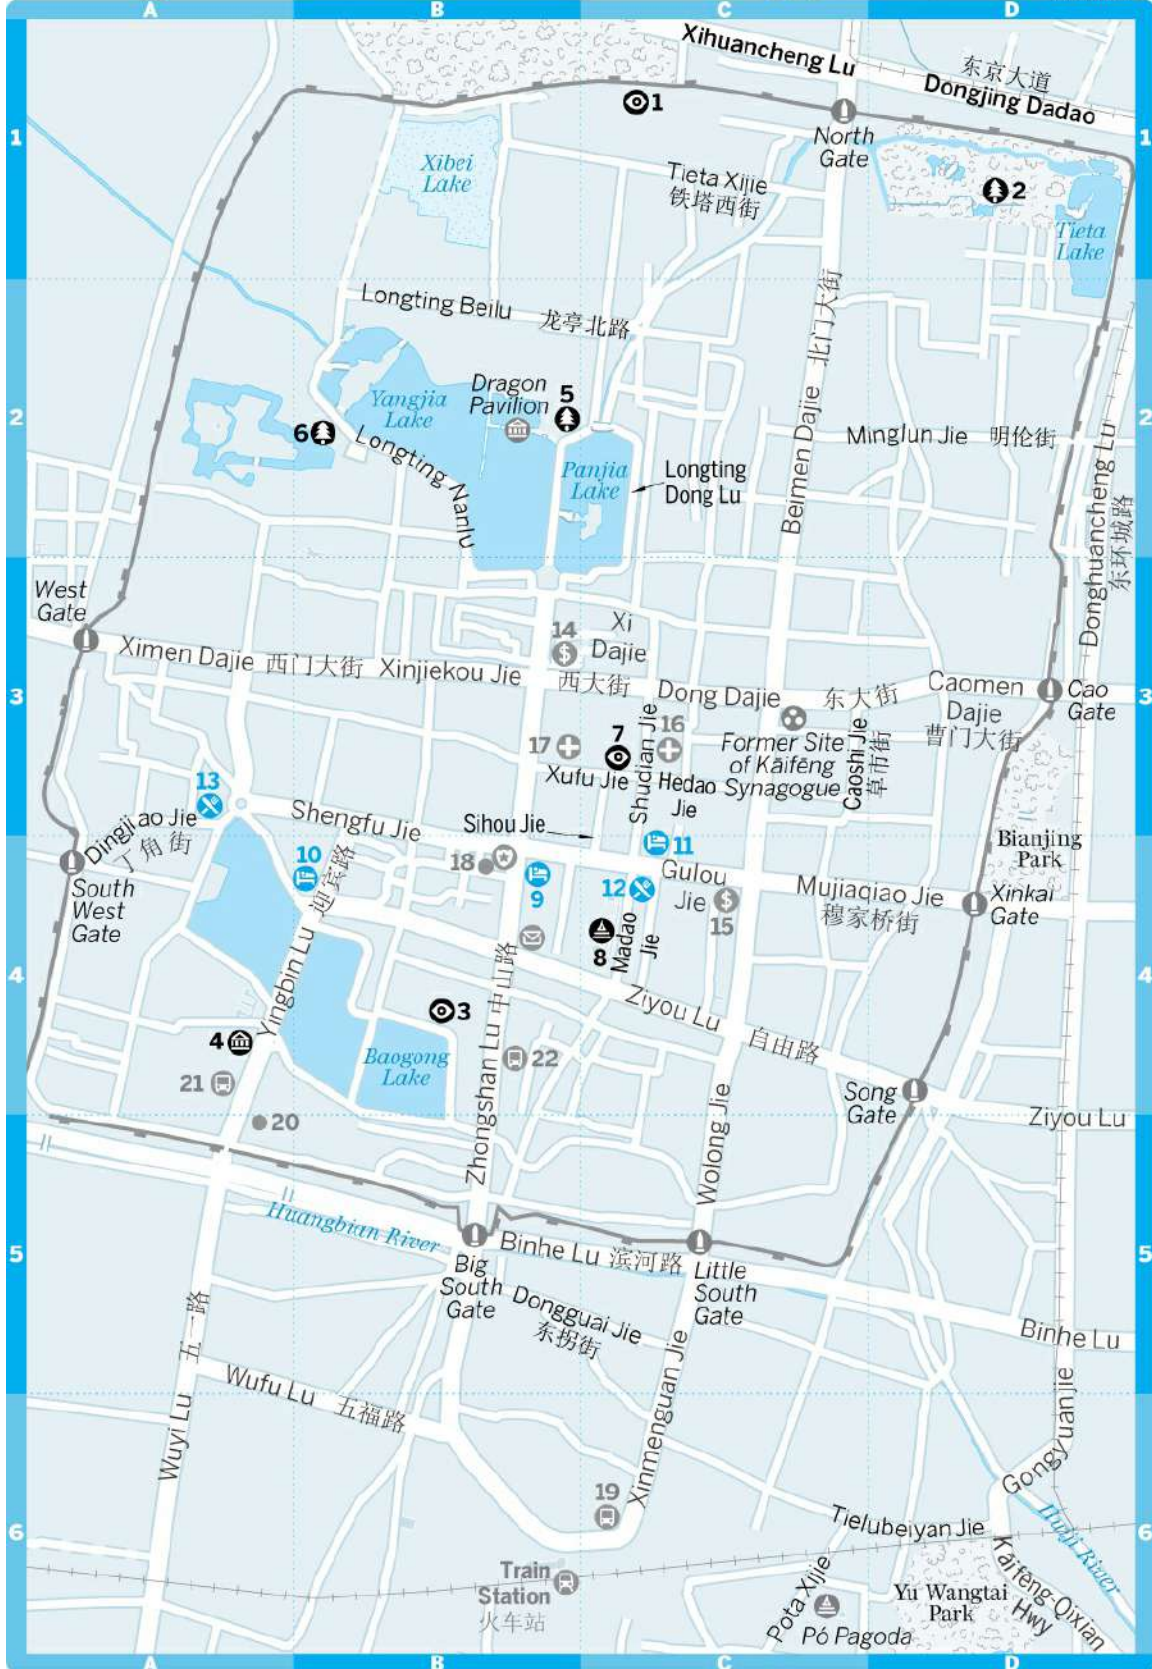 A
B
C
D
Xihuancheng Lu
东京大道
Dongjing Dadao
1
1
1
North
Gate
Xibei
Lake
Tieta Xijie
铁塔西街
2
Tieta
Lake
Longting Beilu 龙亭北路
Beimen Dajie 北门大街
Dragon
Pavilion
5
Yangjia
Lake
2
2
6
Longting Nanlu
Minglun Jie 明伦街
Panjia
Lake
Longting
Dong Lu
Donghuancheng Lu
东环城路
West
Gate
14
Xi
Dajie
西大街
Ximen Dajie 西门大街 Xinjiekou Jie
Dong Dajie 东大街
Caomen
Dajie
曹门大街
Cao
Gate
3
3
17
7
16
Shudian Jie
Former Site
of Kāifēng
Synagogue
Caoshi Jie
草市街
Xufu Jie
Hedao
Jie
13
Dingjiao Jie
丁角街
Shengfu Jie
Sihou Jie
11
Bianjing
Park
South
West
Gate
10
迎宾路
18
9
12
Gulou
Jie
15
Mujiaqiao Jie
穆家桥街
Xinkai
Gate
8
Madao
Jie
4
4
Yingbin Lu
Zhongshan Lu 中山路
3
4
Ziyou Lu 自由路
Baogong
Lake
22
21
20
Song
Gate
Ziyou Lu
Wolong Jie
Huangbian River
Binhe Lu 滨河路
5
5
Big
South
Gate
Little
South
Gate
Dongguai Jie
东拐街
Binhe Lu
Wuyi Lu 五一路
Wufu Lu 五福路
Xinmenguan Jie
Gongyuanjie
19
Tielubeiyan Jie
Huiji River
6
6
Train
Station
火车站
Pota Xijie
Pó Pagoda
Yu Wangtai
Park
Kāifēng-Qixian
Hwy
A
B
C
D